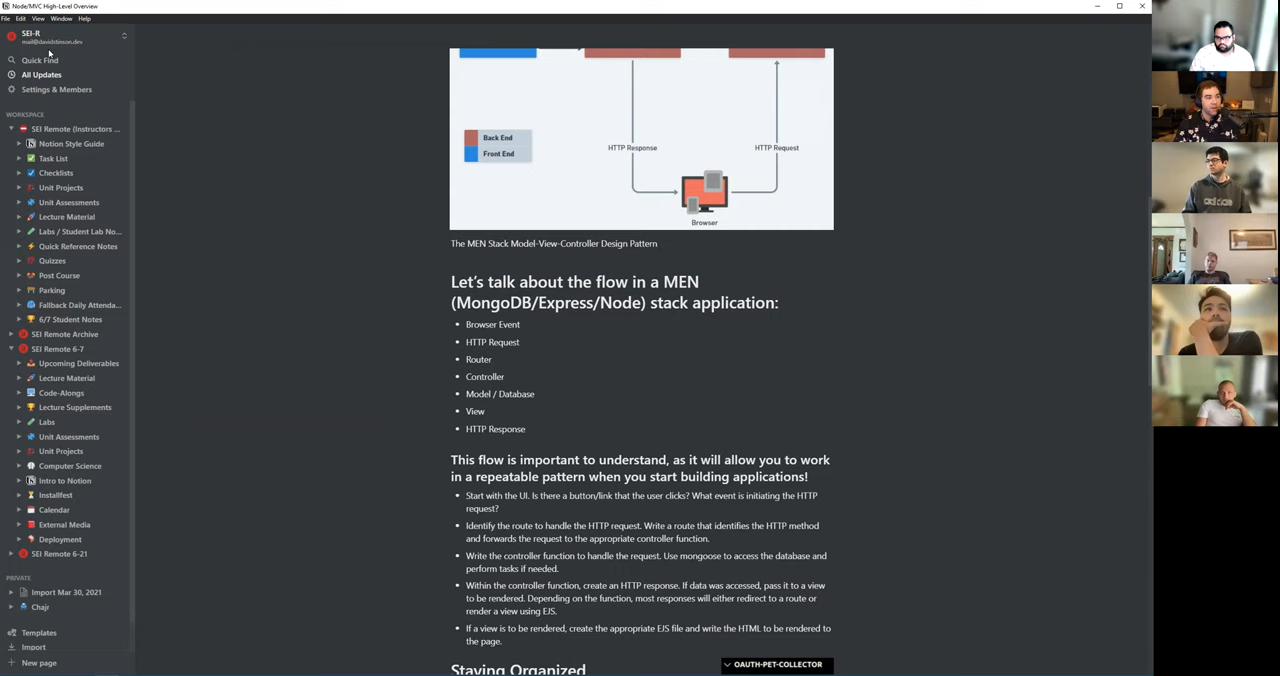 Node/MVC High-Level Overview
File Edit View Window Help
SEI-R
mail@davidstinson.dev
Quick Find
All Updates
Settings & Members
WORKSPACE
SEI Remote (Instructors ...
Notion Style Guide
Task List
Checklists
Unit Projects
Unit Assessments
Lecture Material
Labs / Student Lab No...
Quick Reference Notes
Quizzes
Post Course
Parking
Fallback Daily Attenda...
6/7 Student Notes
SEI Remote Archive
SEI Remote 6-7
Upcoming Deliverables
Lecture Material
Code-Alongs
Lecture Supplements
Labs
Unit Assessments
Unit Projects
Computer Science
Intro to Notion
Installfest
Calendar
External Media
Deployment
SEI Remote 6-21
PRIVATE
Import Mar 30, 2021
Chair
Templates
Import
New page
Back End
Front End
HTTP Response
HTTP Request
Browser
The MEN Stack Model-View-Controller Design Pattern
Let's talk about the flow in a MEN
(MongoDB/Express/Node) stack application:
• Browser Event
• HTTP Request
• Router
• Controller
• Model / Database
• View
• HTTP Response
This flow is important to understand, as it will allow you to work
in a repeatable pattern when you start building applications!
• Start with the UI. Is there a button/link that the user clicks? What event is initiating the HTTP
request?
• Identify the route to handle the HTTP request. Write a route that identifies the HTTP method
and forwards the request to the appropriate controller function.
• Write the controller function to handle the request. Use mongoose to access the database and
perform tasks if needed.
• Within the controller function, create an HTTP response. If data was accessed, pass it to a view
to be rendered. Depending on the function, most responses will either redirect to a route or
render a view using EJS.
• If a view is to be rendered, create the appropriate EJS file and write the HTML to be rendered to
the page.
Staying Organized
OAUTH-PET-COLLECTOR
adidas